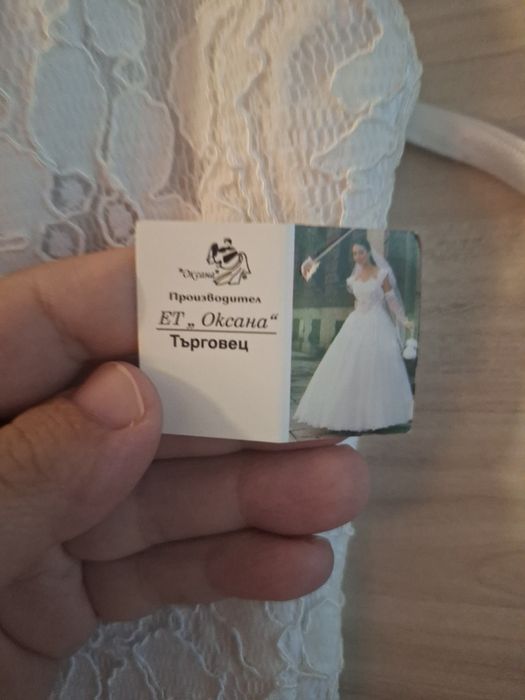 "Оксана"
Производител
ЕТ „ Оксана“
Търговец